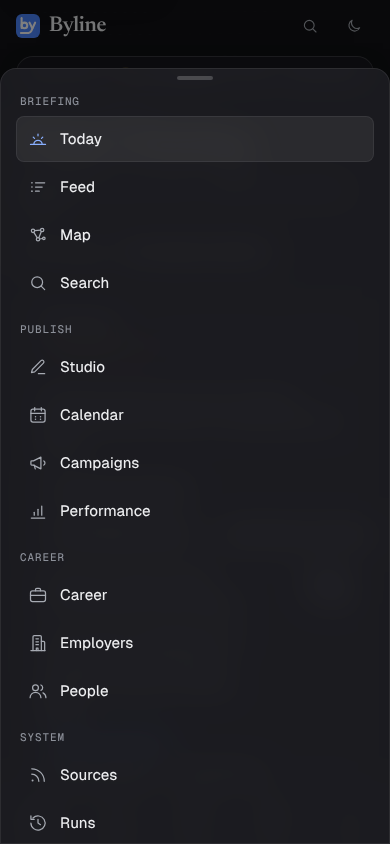 by Byline
BRIEFING
Today
Feed
Map
Search
PUBLISH
Studio
Calendar
Campaigns
Performance
CAREER
Career
Employers
People
SYSTEM
Sources
Runs